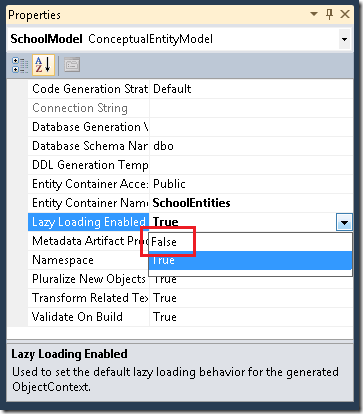 Properties
SchoolModel ConceptualEntityModel
Code Generation Strat Default
Connection String
Database Generation V
Database Schema Nan dbo
DDL Generation Temp
Entity Container Acces Public
Entity Container Name SchoolEntities
Lazy Loading Enabled True
Metadata Artifact Proc
False
Namespace
True
Pluralize New Objects True
Transform Related Tex True
Validate On Build True
Lazy Loading Enabled
Used to set the default lazy loading behavior for the generated
ObjectContext.